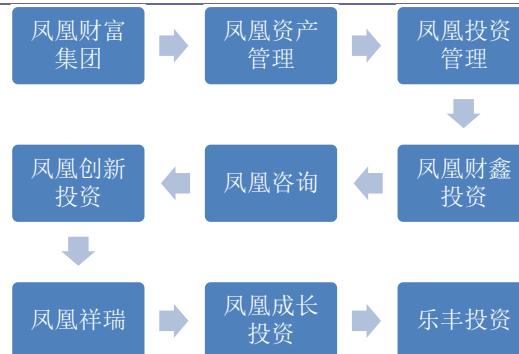 凤凰财富
集团
凤凰资产
管理
凤凰投资
管理
凤凰创新
投资
凤凰咨询
凤凰财鑫
投资
凤凰祥瑞
凤凰成长
投资
乐丰投资